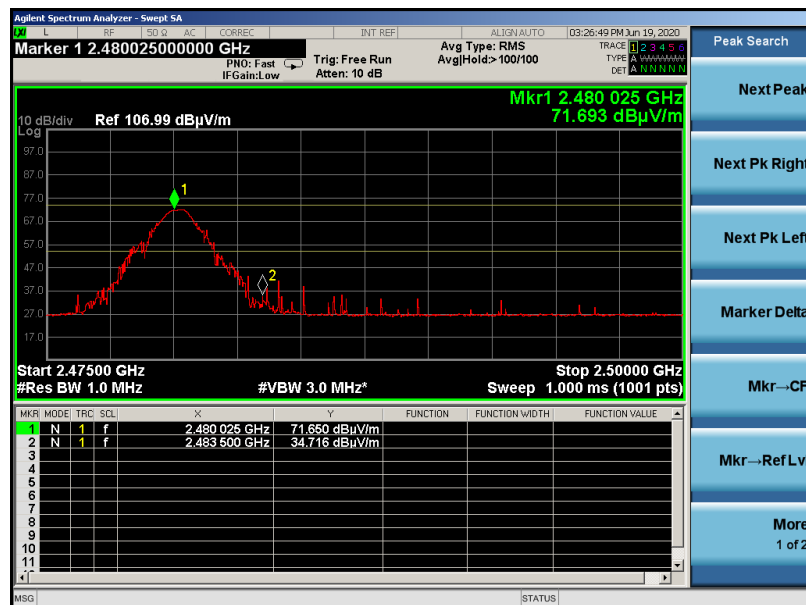 Agilent Spectrum Analyzer - Swept SA
LXI L RF 50 Ω AC CORREC INT REF ALIGN AUTO 03:26:49 PM Jun 19, 2020
Marker 1 2.480025000000 GHz
PNO: Fast
IFGain:Low
Trig: Free Run
Atten: 10 dB
Avg Type: RMS
Avg|Hold:>100/100
TRACE 1 2 3 4 5 6
TYPE A WWWWW
DET A N N N N N
Mkr1 2.480 025 GHz
71.693 dBµV/m
10 dB/div Ref 106.99 dBµV/m
Log
97.0
87.0
77.0
67.0
57.0
47.0
37.0
27.0
17.0
1
2
Start 2.47500 GHz Stop 2.50000 GHz
#Res BW 1.0 MHz #VBW 3.0 MHz* Sweep 1.000 ms (1001 pts)
MKR MODE TRC SCL X Y FUNCTION FUNCTION WIDTH FUNCTION VALUE
1 N 1 f 2.480 025 GHz 71.650 dBµV/m
2 N 1 f 2.483 500 GHz 34.716 dBµV/m
3
4
5
6
7
8
9
10
11
MSG STATUS
Peak Search
Next Peak
Next Pk Right
Next Pk Left
Marker Delta
Mkr→CF
Mkr→Ref Lv
More
1 of 2